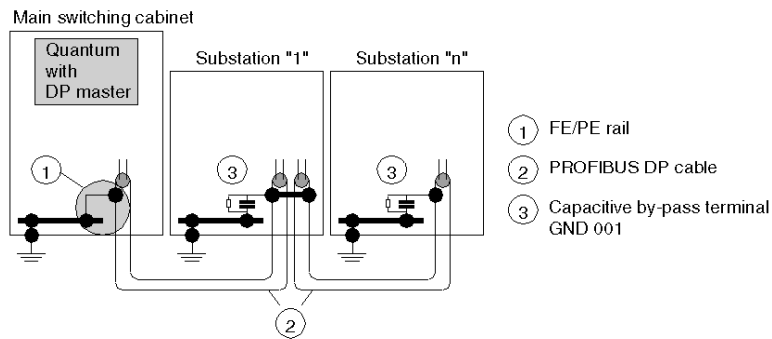 Main switching cabinet
Quantum
with
DP master
Substation "1"
Substation "n"
1
3
3
2
1 FE/PE rail
2 PROFIBUS DP cable
3 Capacitive by-pass terminal
GND 001